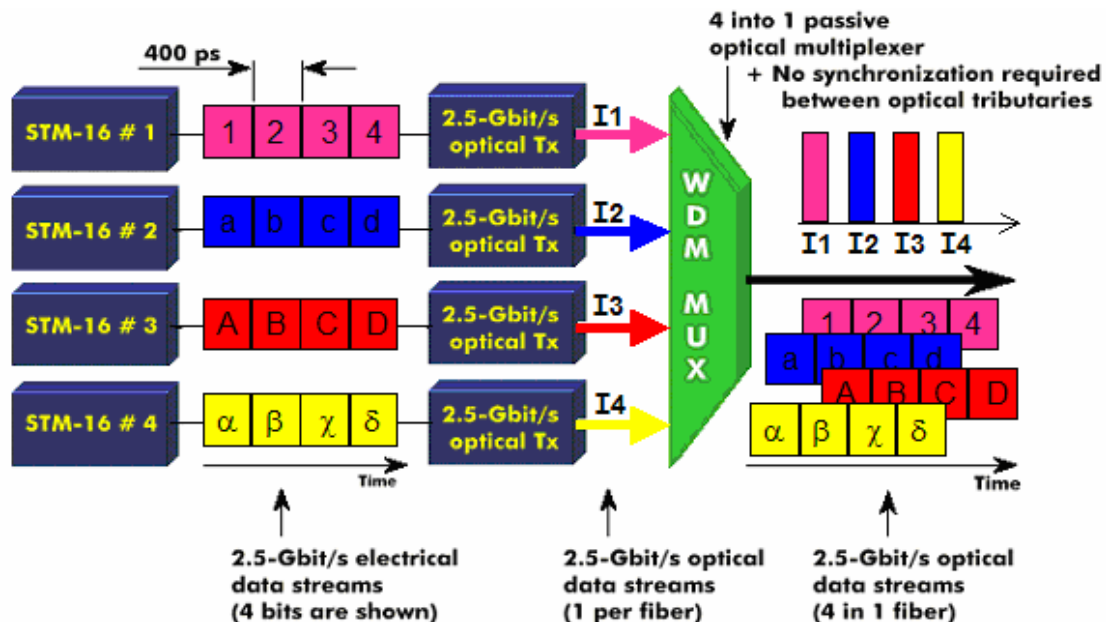 4 into 1 passive
optical multiplexer
+ No synchronization required
between optical tributaries
400 ps
STM-16 # 1
1 2 3 4
2.5-Gbit/s
optical Tx
I1
STM-16 # 2
a b c d
2.5-Gbit/s
optical Tx
I2
STM-16 # 3
A B C D
2.5-Gbit/s
optical Tx
I3
STM-16 # 4
α β χ δ
2.5-Gbit/s
optical Tx
I4
WDM MUX
I1 I2 I3 I4
1 2 3 4
a b c d
A B C D
α β χ δ
Time
Time
2.5-Gbit/s electrical
data streams
(4 bits are shown)
2.5-Gbit/s optical
data streams
(1 per fiber)
2.5-Gbit/s optical
data streams
(4 in 1 fiber)